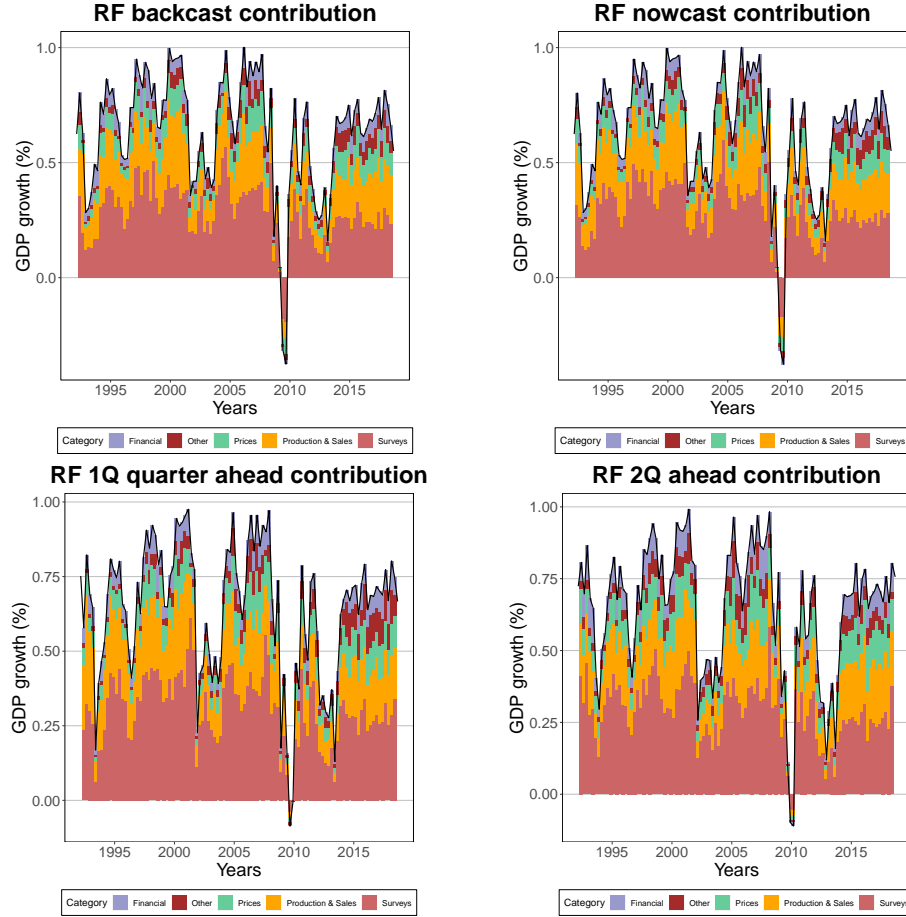 RF backcast contribution
GDP growth (%)
1.0
0.5
0.0
1995 2000 2005 2010 2015
Years
Category Financial Other Prices Production & Sales Surveys
RF nowcast contribution
GDP growth (%)
1.0
0.5
0.0
1995 2000 2005 2010 2015
Years
Category Financial Other Prices Production & Sales Surveys
RF 1Q quarter ahead contribution
GDP growth (%)
1.00
0.75
0.50
0.25
0.00
1995 2000 2005 2010 2015
Years
Category Financial Other Prices Production & Sales Surveys
RF 2Q ahead contribution
GDP growth (%)
1.00
0.75
0.50
0.25
0.00
1995 2000 2005 2010 2015
Years
Category Financial Other Prices Production & Sales Surveys